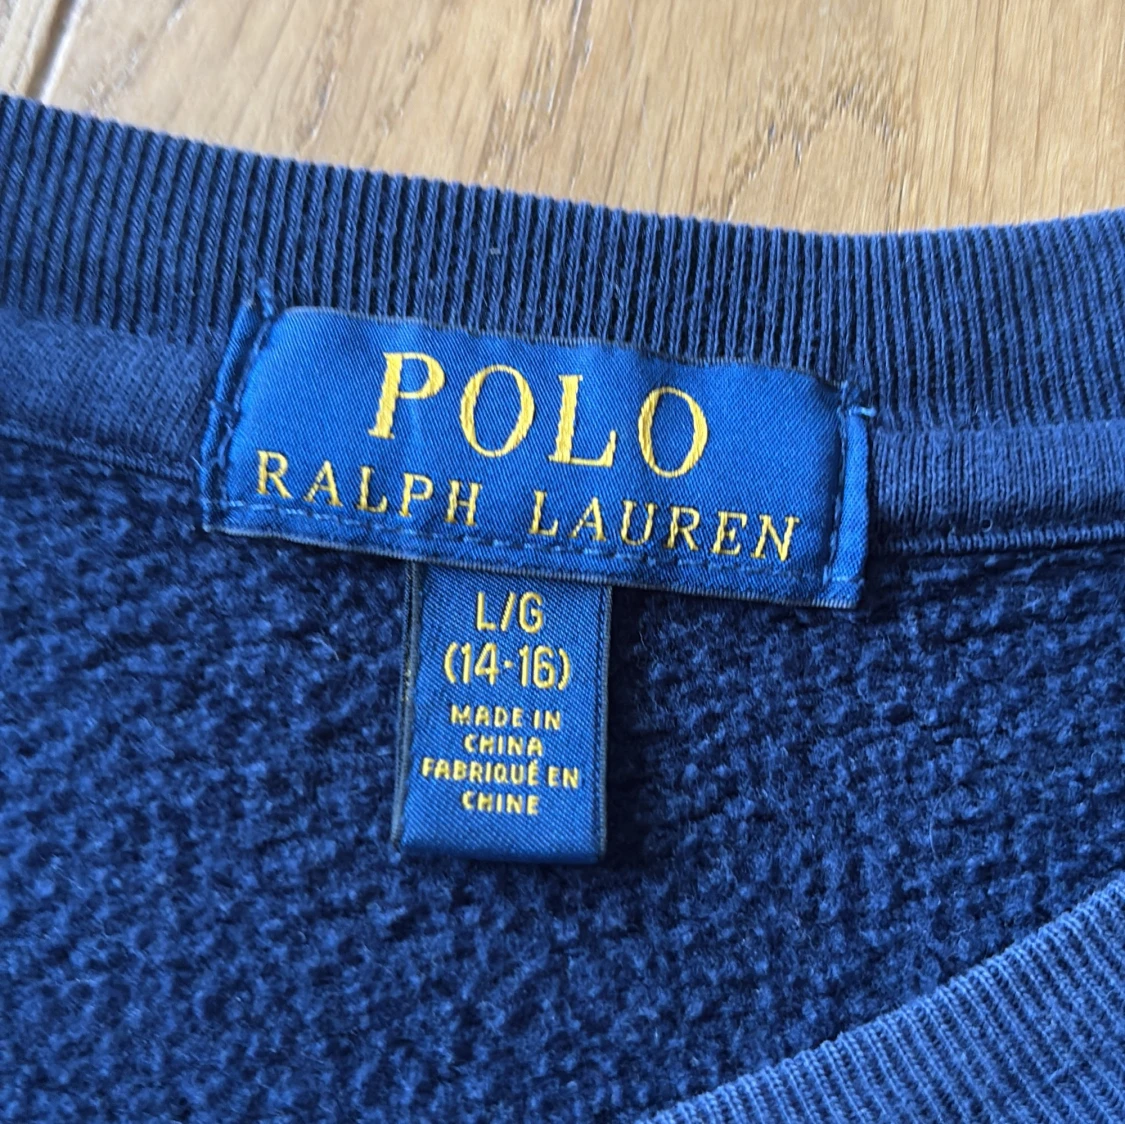 POLO
RALPH LAUREN
L/G
(14-16)
MADE IN
CHINA
FABRIQUÉ EN
CHINE